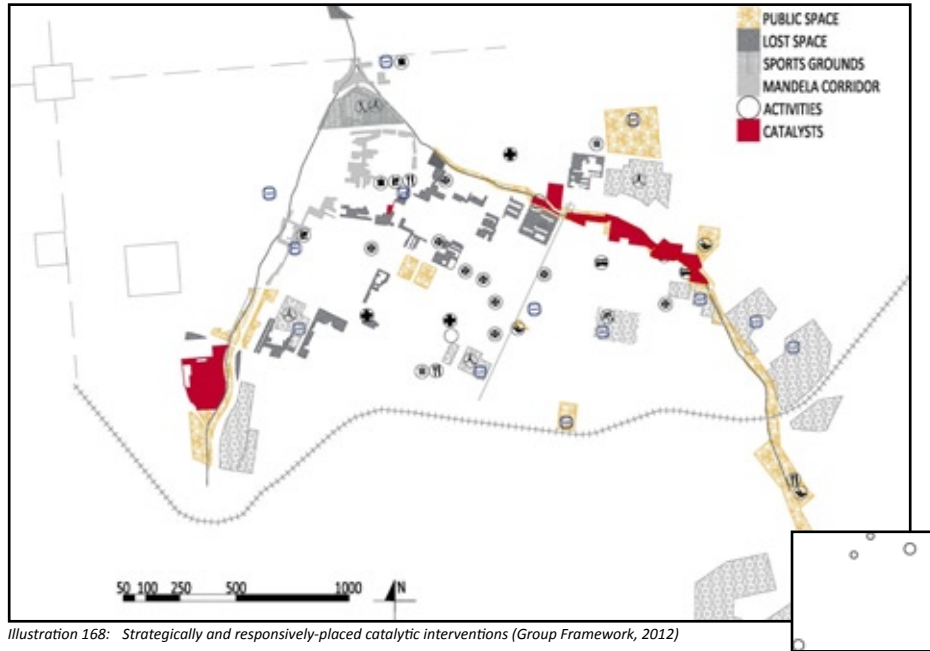 PUBLIC SPACE
LOST SPACE
SPORTS GROUNDS
MANDELA CORRIDOR
ACTIVITIES
CATALYSTS
50 100 250 500 1000 N
Illustration 168: Strategically and responsively-placed catalytic interventions (Group Framework, 2012)